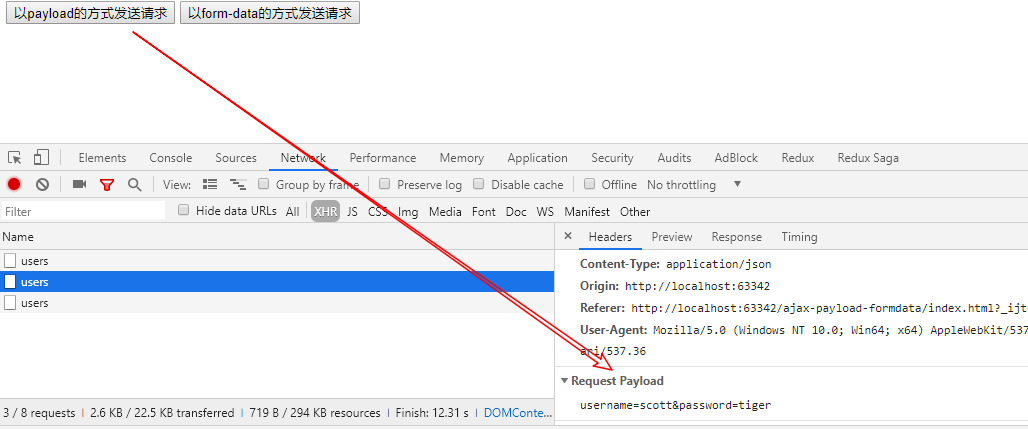 以payload的方式发送请求 以form-data的方式发送请求
Elements Console Sources Network Performance Memory Application Security Audits AdBlock Redux Redux Saga
View: Group by frame Preserve log Disable cache Offline No throttling
Filter Hide data URLs All XHR JS CSS Img Media Font Doc WS Manifest Other
Name
× Headers Preview Response Timing
users
users
users
Content-Type: application/json
Origin: http://localhost:63342
Referer: http://localhost:63342/ajax-payload-formdata/index.html?_ijt
User-Agent: Mozilla/5.0 (Windows NT 10.0; Win64; x64) AppleWebKit/537
ari/537.36
Request Payload
username=scott&password=tiger
3 / 8 requests | 2.6 KB / 22.5 KB transferred | 719 B / 294 KB resources | Finish: 12.31 s | DOMConte...